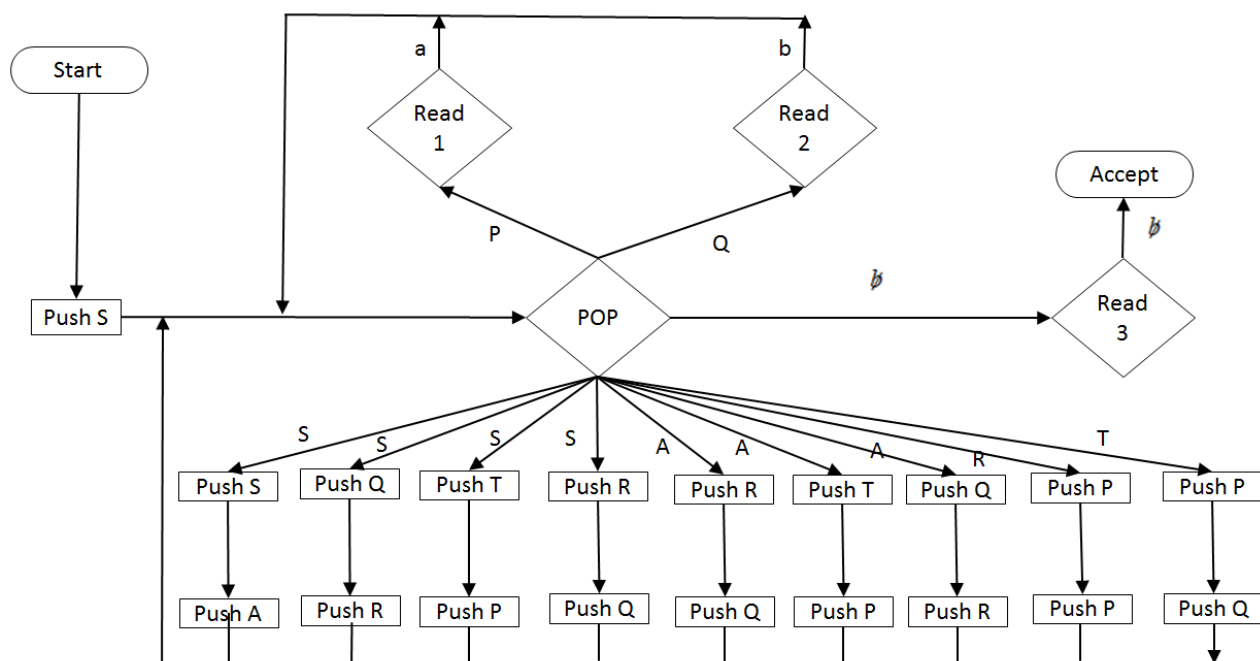 a
b
Start
Read
1
Read
2
Accept
P
Q
ƀ
ƀ
Push S
POP
Read
3
S
S
S
S
A
A
A
R
T
Push S
Push Q
Push T
Push R
Push R
Push T
Push Q
Push P
Push P
Push A
Push R
Push P
Push Q
Push Q
Push P
Push R
Push P
Push Q